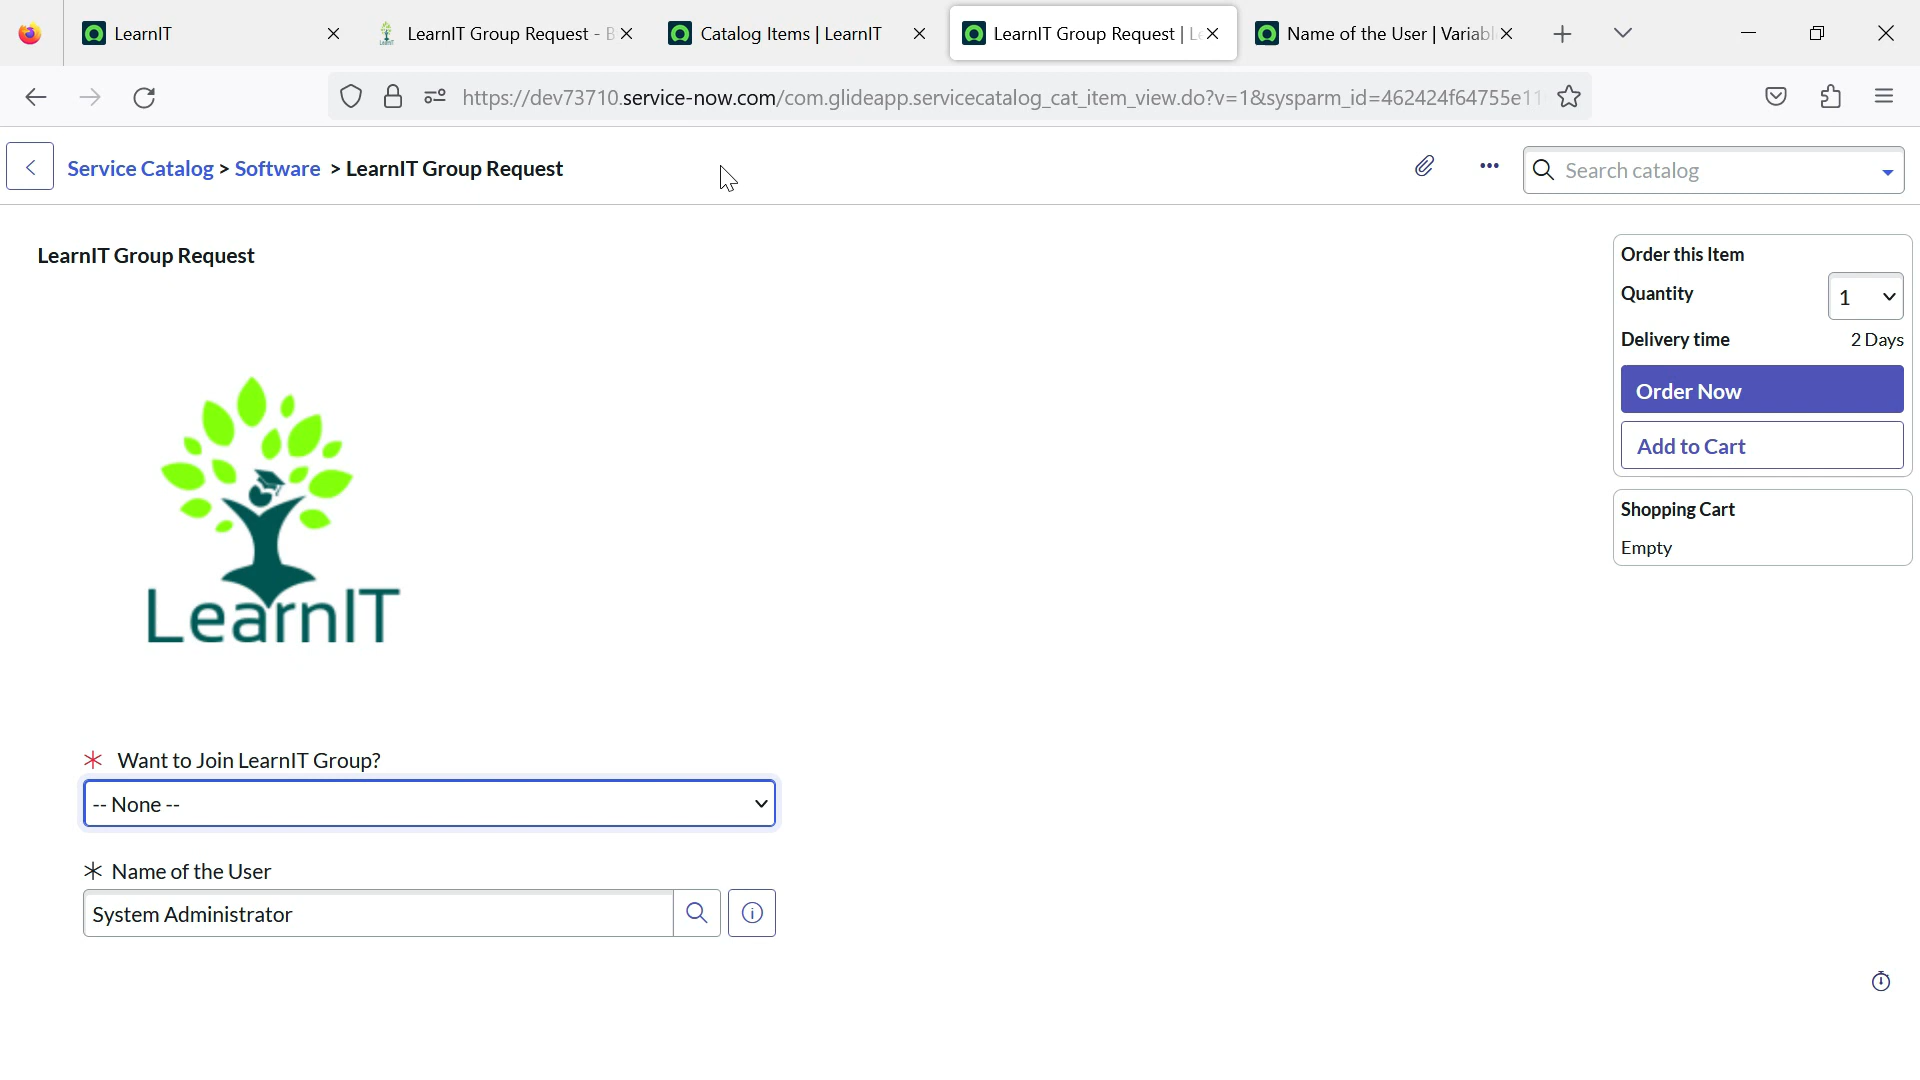 LearnIT
LearnIT Group Request - B
Catalog Items | LearnIT
LearnIT Group Request | Le
Name of the User | Variabl
https://dev73710.service-now.com/com.glideapp.servicecatalog_cat_item_view.do?v=1&sysparm_id=462424f64755e11
Service Catalog > Software > LearnIT Group Request
Search catalog
LearnIT Group Request
Order this Item
Quantity
1
Delivery time
2 Days
Order Now
Add to Cart
Shopping Cart
Empty
LearnIT
* Want to Join LearnIT Group?
-- None --
* Name of the User
System Administrator